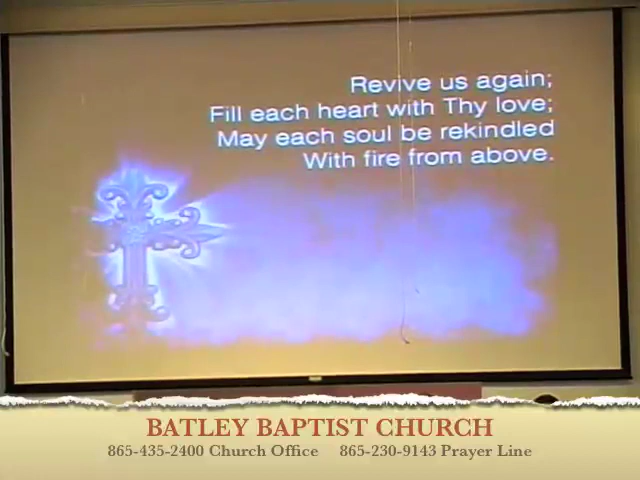 Revive us again;
Fill each heart with Thy love;
May each soul be rekindled
With fire from above.
BATLEY BAPTIST CHURCH
865-435-2400 Church Office 865-230-9143 Prayer Line